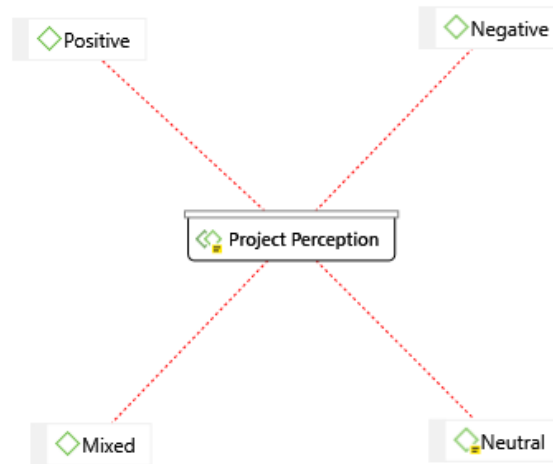 Positive
Negative
Project Perception
Mixed
Neutral